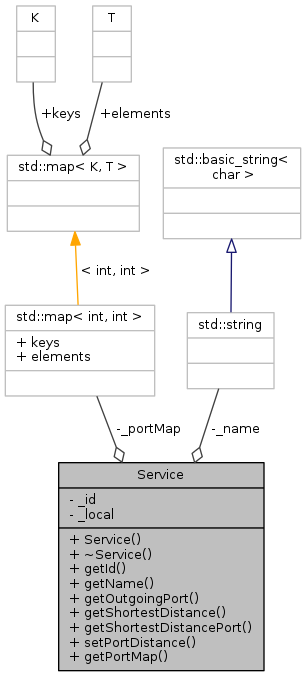 K
T
+keys
+elements
std::map< K, T >
std::basic_string<
char >
< int, int >
std::map< int, int >
+ keys
+ elements
std::string
-_portMap
-_name
Service
- _id
- _local
+ Service()
+ ~Service()
+ getId()
+ getName()
+ getOutgoingPort()
+ getShortestDistance()
+ getShortestDistancePort()
+ setPortDistance()
+ getPortMap()